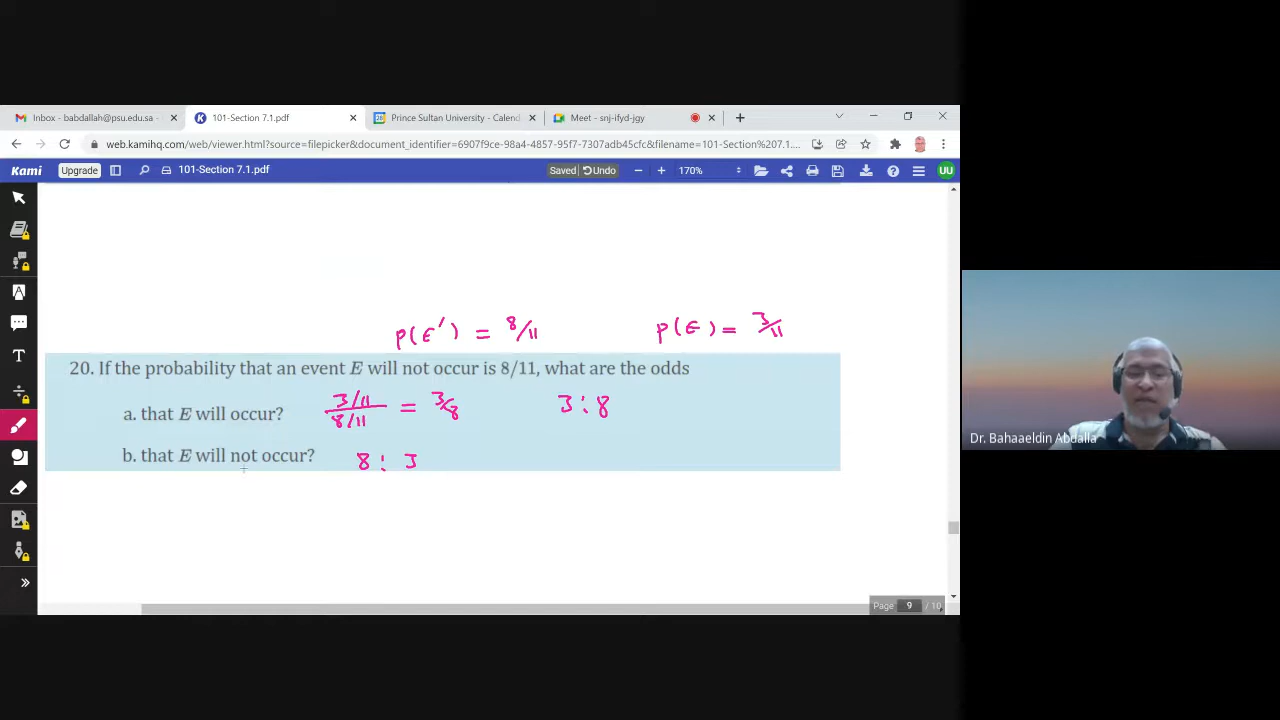 Inbox - babdallah@psu.edu.sa -
101-Section 7.1.pdf
Prince Sultan University - Calend
Meet - snj-ifyd-jgy
web.kamihq.com/web/viewer.html?source=filepicker&document_identifier=6907f9ce-98a4-4857-95f7-7307adb45cfc&filename=101-Section%207.1....
Kami
Upgrade
101-Section 7.1.pdf
Saved
Undo
170%
UU
P(E') = 8/11
P(E) = 3/11
20. If the probability that an event E will not occur is 8/11, what are the odds
a. that E will occur? 3/11 / 8/11 = 3/8 3 : 8
b. that E will not occur? 8 : 3
Dr. Bahaaeldin Abdalla
Page 9 / 10